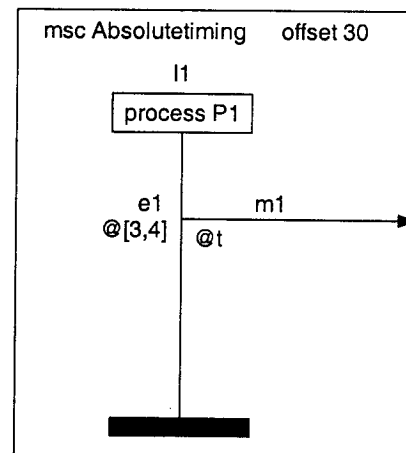 msc Absolutetiming offset 30
I1
process P1
e1 m1
@[3,4] @t